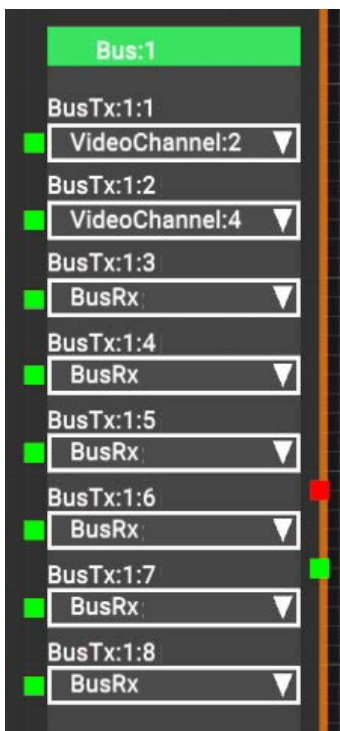 Bus:1
BusTx:1:1
VideoChannel:2
BusTx:1:2
VideoChannel:4
BusTx:1:3
BusRx
BusTx:1:4
BusRx
BusTx:1:5
BusRx
BusTx:1:6
BusRx
BusTx:1:7
BusRx
BusTx:1:8
BusRx